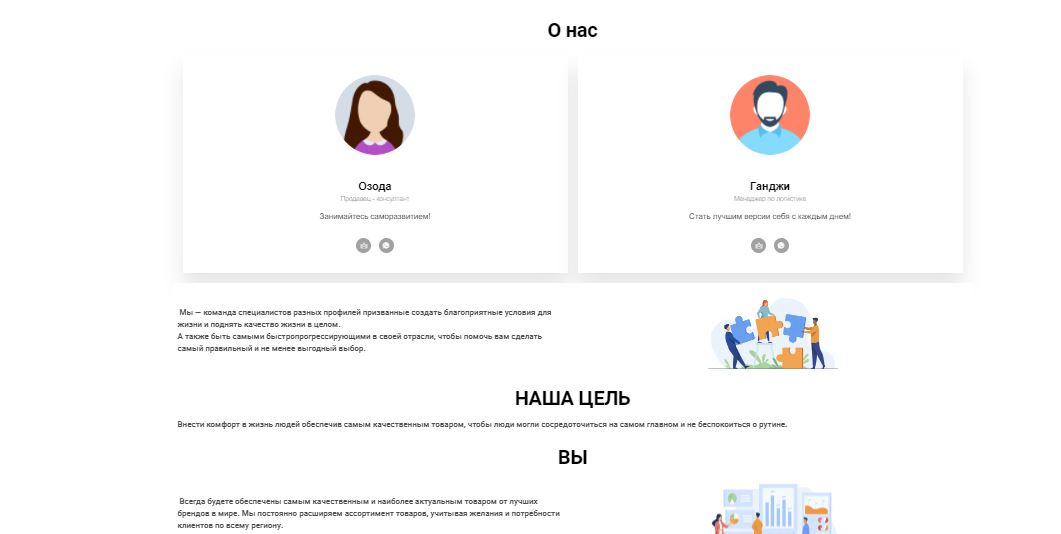 О нас
Озода
Продавец - консултант
Занимайтесь саморазвитием!
Ганджи
Менеджер по логистике
Стать лучшим версии себя с каждым днем!
Мы — команда специалистов разных профилей призванные создать благоприятные условия для
жизни и поднять качество жизни в целом.
А также быть самыми быстропрогрессирующими в своей отрасли, чтобы помочь вам сделать
самый правильный и не менее выгодный выбор.
НАША ЦЕЛЬ
Внести комфорт в жизнь людей обеспечив самым качественным товаром, чтобы люди могли сосредоточиться на самом главном и не беспокоиться о рутине.
ВЫ
Всегда будете обеспечены самым качественным и наиболее актуальным товаром от лучших
брендов в мире. Мы постоянно расширяем ассортимент товаров, учитывая желания и потребности
клиентов по всему региону.